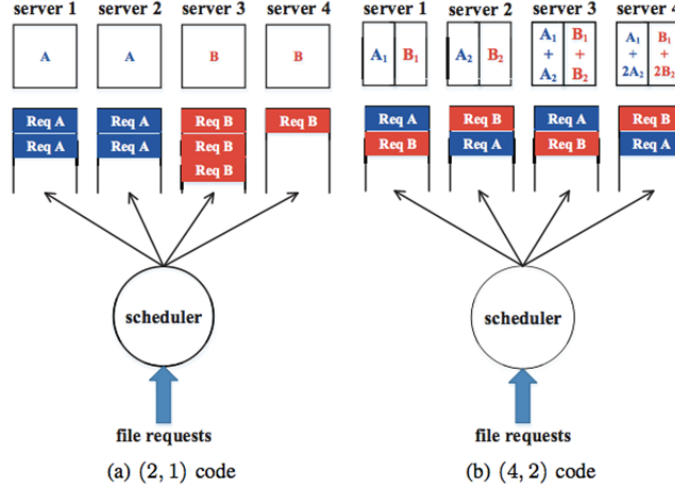 server 1 server 2 server 3 server 4
A A B B
Req A Req A Req B Req B
Req A Req A Req B
Req B
scheduler
file requests
(a) (2, 1) code
server 1 server 2 server 3 server 4
A₁ B₁ A₂ B₂ A₁ + A₂ B₁ + B₂ A₁ + 2A₂ B₁ + 2B₂
Req A Req B Req A Req B
Req B Req A Req B Req A
scheduler
file requests
(b) (4, 2) code